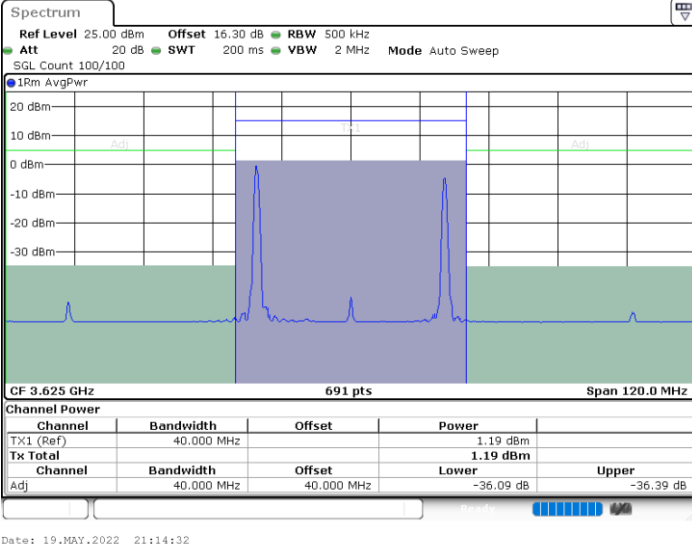 Spectrum
Ref Level 25.00 dBm Offset 16.30 dB RBW 500 kHz
Att 20 dB SWT 200 ms VBW 2 MHz Mode Auto Sweep
SGL Count 100/100
1Rm AvgPwr
20 dBm
TX1
10 dBm
Adj Adj
0 dBm
-10 dBm
-20 dBm
-30 dBm
CF 3.625 GHz 691 pts Span 120.0 MHz
Channel Power
Channel Bandwidth Offset Power
TX1 (Ref) 40.000 MHz 1.19 dBm
Tx Total 1.19 dBm
Channel Bandwidth Offset Lower Upper
Adj 40.000 MHz 40.000 MHz -36.09 dB -36.39 dB
Ready
Date: 19.MAY.2022 21:14:32